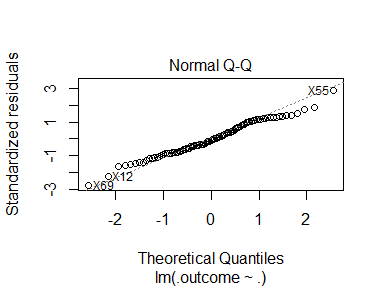 Normal Q-Q
Standardized residuals
3
1
-1
-3
X55
X12
X69
-2 -1 0 1 2
Theoretical Quantiles
lm(.outcome ~ .)